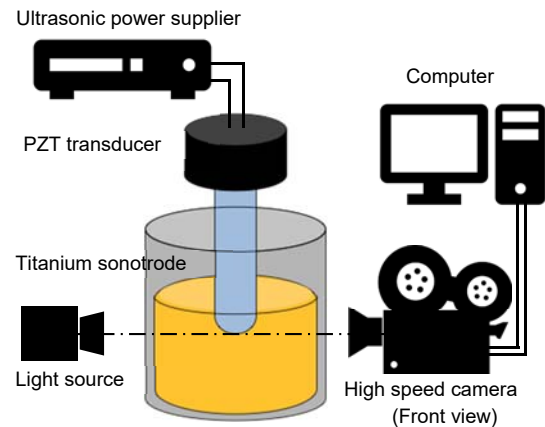 Ultrasonic power supplier
Computer
PZT transducer
Titanium sonotrode
Light source
High speed camera
(Front view)